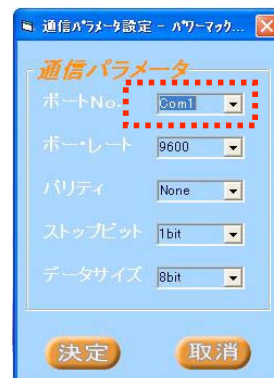 通信ﾊﾟﾗﾒｰﾀ設定 - ﾊﾟﾜｰﾏｯｸ...
通信パラメータ
ポートNo. Com1
ボー・レート 9600
パリティ None
ストップビット 1bit
データサイズ 8bit
決定 取消